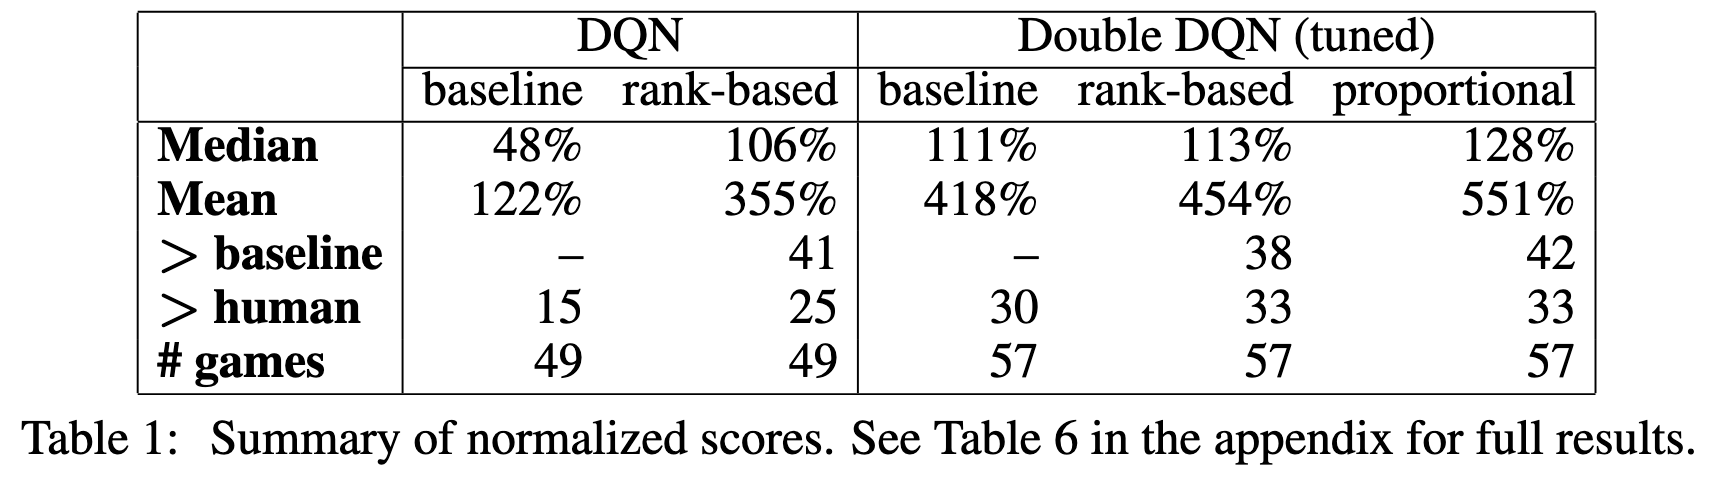 DQN Double DQN (tuned)
baseline rank-based baseline rank-based proportional
Median 48% 106% 111% 113% 128%
Mean 122% 355% 418% 454% 551%
> baseline – 41 – 38 42
> human 15 25 30 33 33
# games 49 49 57 57 57
Table 1: Summary of normalized scores. See Table 6 in the appendix for full results.